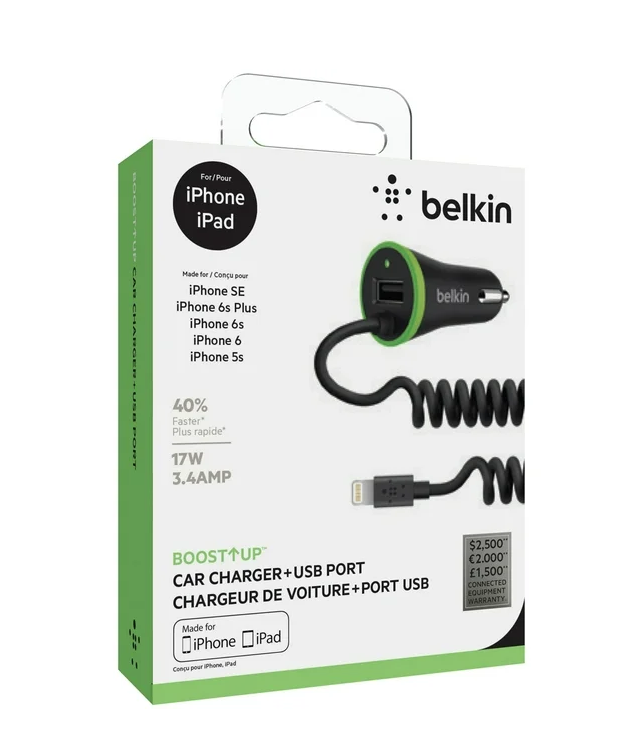 BOOST↑UP CAR CHARGER+USB PORT
For/Pour
iPhone
iPad
belkin
Made for / Conçu pour
iPhone SE
iPhone 6s Plus
iPhone 6s
iPhone 6
iPhone 5s
belkin
40%
Faster*
Plus rapide*
17W
3.4AMP
BOOST↑UP™
CAR CHARGER+USB PORT
CHARGEUR DE VOITURE+PORT USB
$2,500**
€2.000**
£1,500**
CONNECTED
EQUIPMENT
WARRANTY
Made for
iPhone iPad
Conçu pour iPhone, iPad